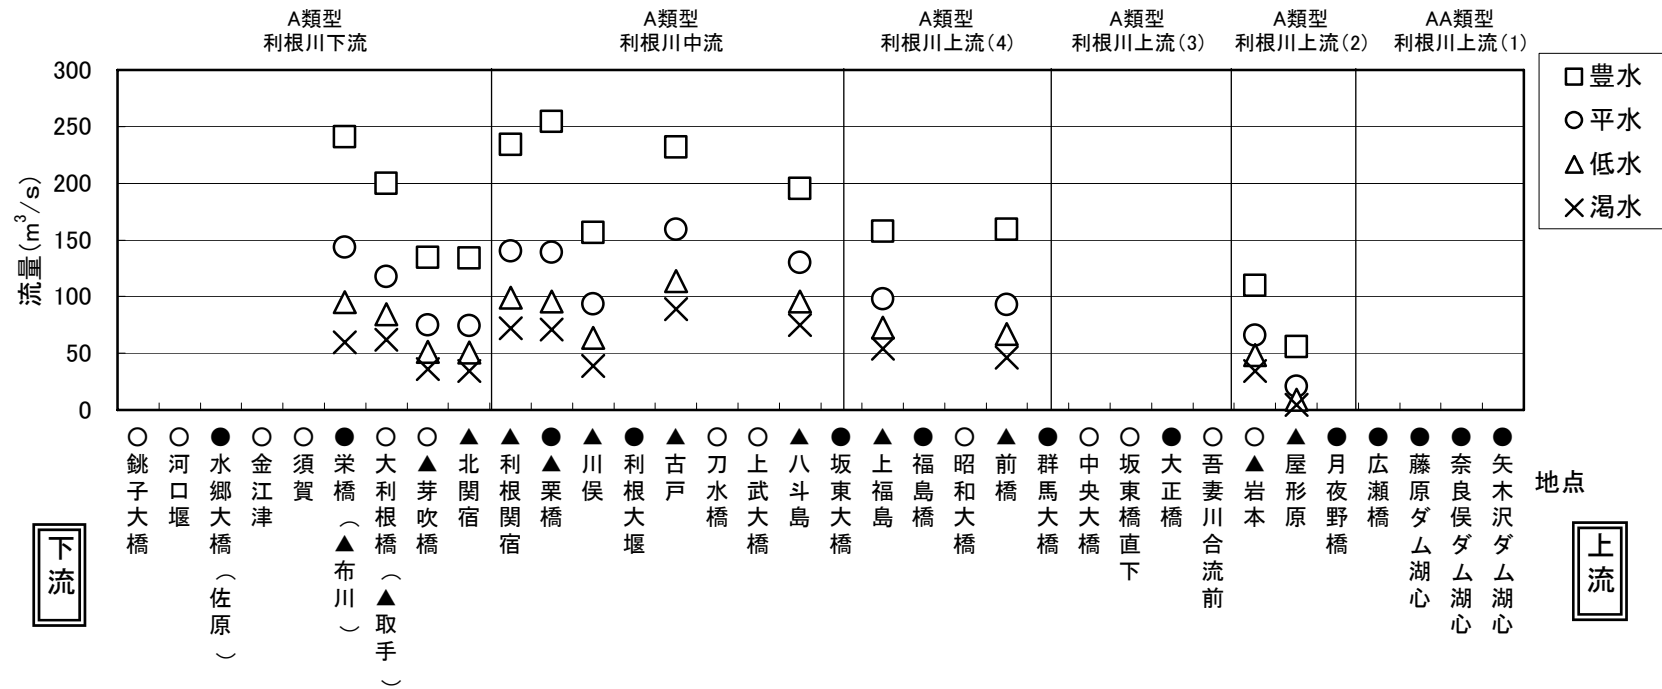 A類型
利根川下流
A類型
利根川中流
A類型
利根川上流(4)
A類型
利根川上流(3)
A類型
利根川上流(2)
AA類型
利根川上流(1)
流量(m³/s)
300
250
200
150
100
50
0
□豊水
○平水
△低水
×渇水
○銚子大橋
○河口堰
●水郷大橋(佐原)
○金江津
○須賀
●栄橋(▲布川)
○大利根橋(▲取手)
○▲芽吹橋
▲北関宿
▲利根関宿
●▲栗橋
▲川俣
●利根大堰
▲古戸
○刀水橋
○上武大橋
▲八斗島
●坂東大橋
▲上福島
●福島橋
○昭和大橋
▲前橋
●群馬大橋
○中央大橋
○坂東橋直下
●大正橋
○吾妻川合流前
○▲岩本
▲屋形原
●月夜野橋
●広瀬橋
●藤原ダム湖心
●奈良俣ダム湖心
●矢木沢ダム湖心
地点
下流
上流